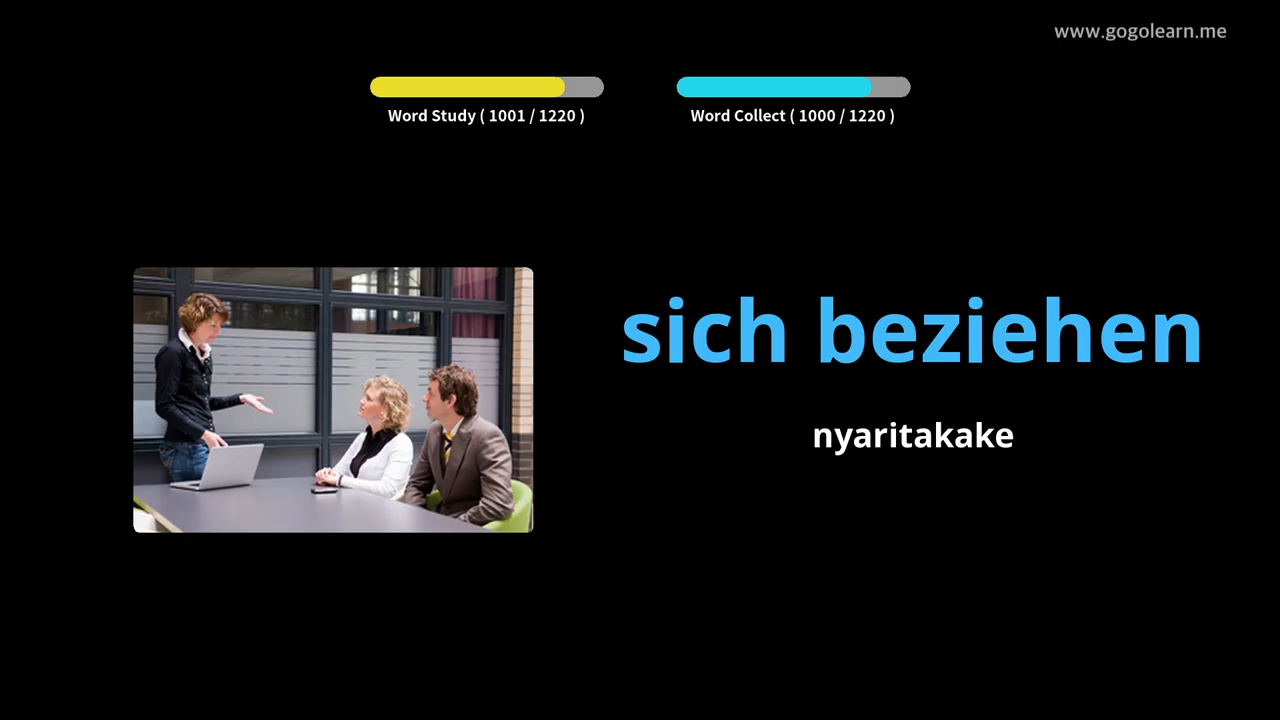 www.gogolearn.me
Word Study ( 1001 / 1220 )
Word Collect ( 1000 / 1220 )
sich beziehen
nyaritakake